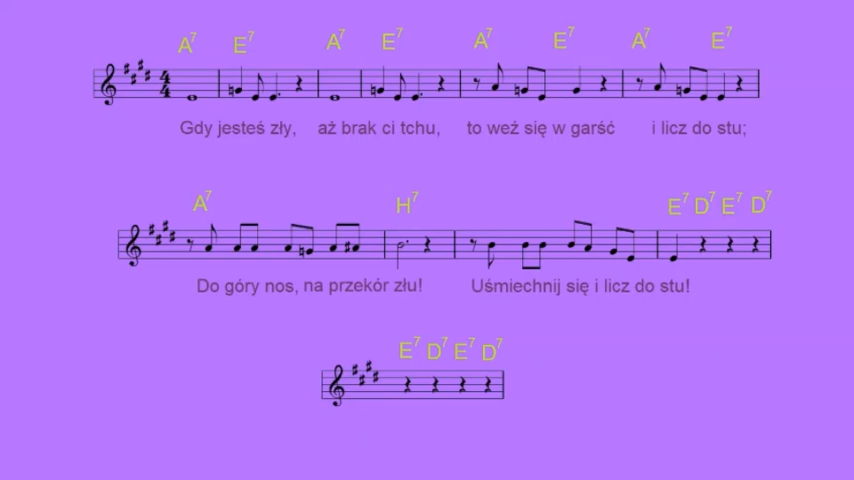 A7 E7 A7 E7 A7 E7 A7 E7
4
4
Gdy jesteś zły, aż brak ci tchu, to weź się w garść i licz do stu;
A7 H7 E7 D7 E7 D7
Do góry nos, na przekór złu! Uśmiechnij się i licz do stu!
E7 D7 E7 D7